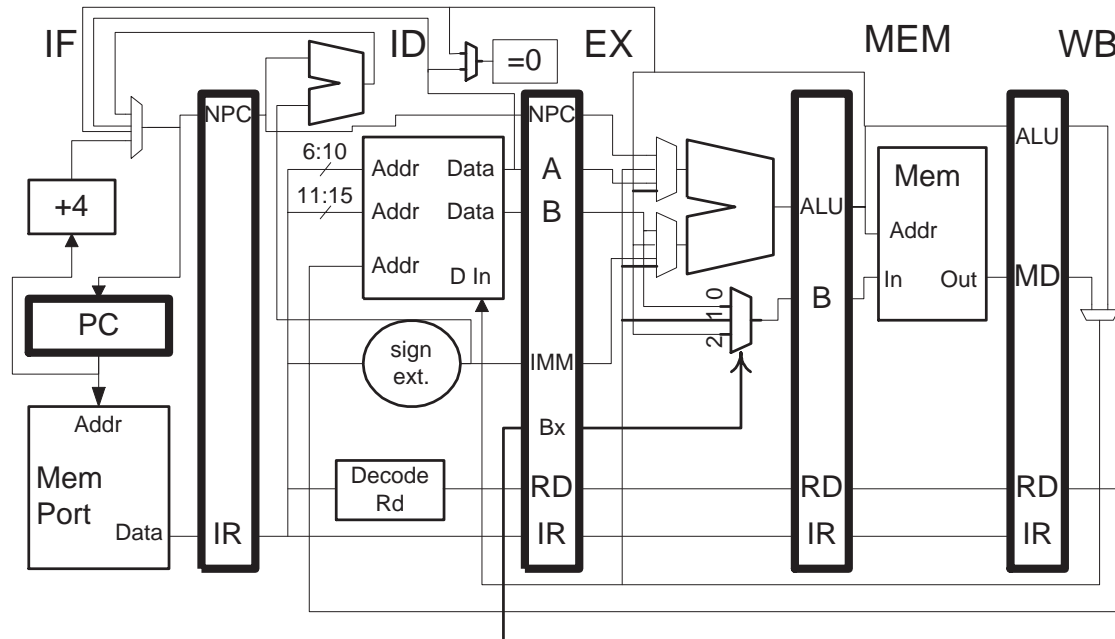 IF
ID
EX
MEM
WB
=0
NPC
NPC
ALU
6:10
Addr
Data
A
Mem
11:15
Addr
Data
B
ALU
Addr
+4
Addr
D In
In
Out
MD
B
0
1
2
PC
sign
ext.
IMM
Addr
Bx
Mem
Port
Data
Decode
Rd
RD
RD
RD
IR
IR
IR
IR